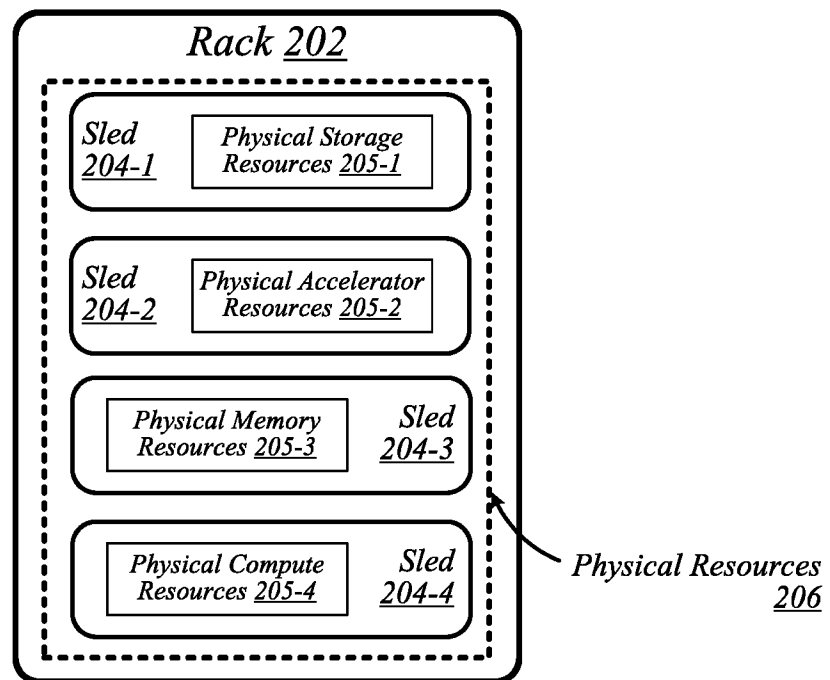 Rack 202
Sled
204-1
Physical Storage
Resources 205-1
Sled
204-2
Physical Accelerator
Resources 205-2
Physical Memory
Resources 205-3
Sled
204-3
Physical Compute
Resources 205-4
Sled
204-4
Physical Resources
206